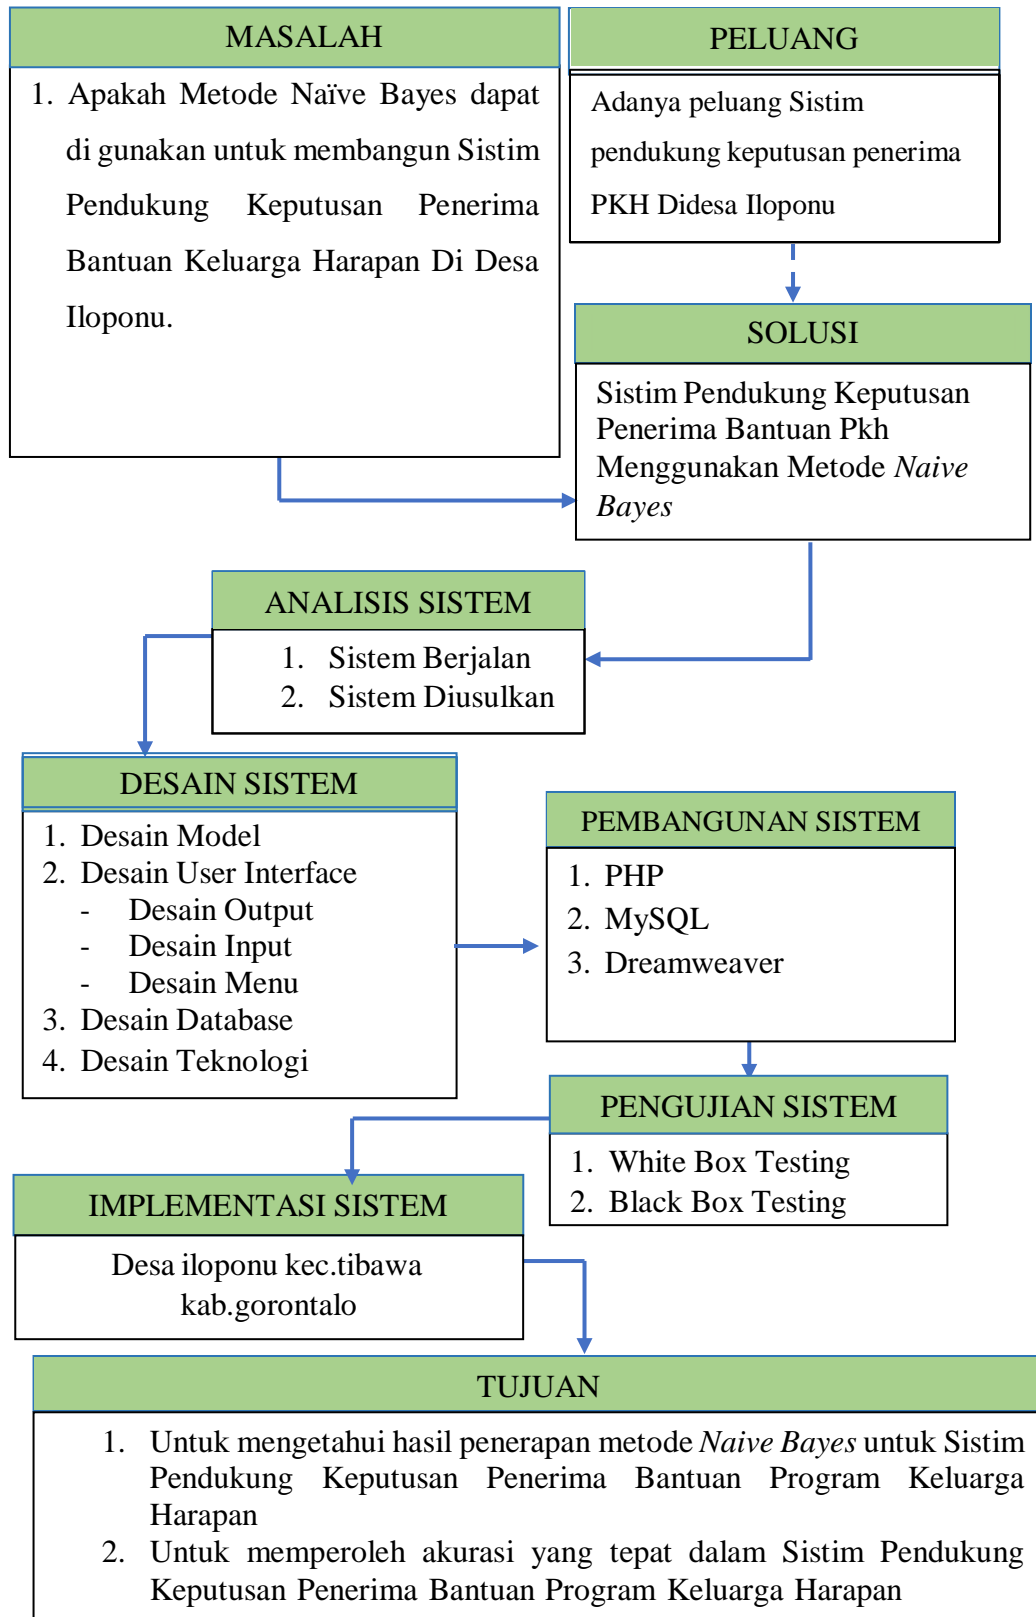 MASALAH
1. Apakah Metode Naïve Bayes dapat
di gunakan untuk membangun Sistim
Pendukung Keputusan Penerima
Bantuan Keluarga Harapan Di Desa
Iloponu.
PELUANG
Adanya peluang Sistim
pendukung keputusan penerima
PKH Didesa Iloponu
SOLUSI
Sistim Pendukung Keputusan
Penerima Bantuan Pkh
Menggunakan Metode Naive
Bayes
ANALISIS SISTEM
1. Sistem Berjalan
2. Sistem Diusulkan
DESAIN SISTEM
1. Desain Model
2. Desain User Interface
- Desain Output
- Desain Input
- Desain Menu
3. Desain Database
4. Desain Teknologi
PEMBANGUNAN SISTEM
1. PHP
2. MySQL
3. Dreamweaver
PENGUJIAN SISTEM
1. White Box Testing
2. Black Box Testing
IMPLEMENTASI SISTEM
Desa iloponu kec.tibawa
kab.gorontalo
TUJUAN
1. Untuk mengetahui hasil penerapan metode Naive Bayes untuk Sistim
Pendukung Keputusan Penerima Bantuan Program Keluarga
Harapan
2. Untuk memperoleh akurasi yang tepat dalam Sistim Pendukung
Keputusan Penerima Bantuan Program Keluarga Harapan